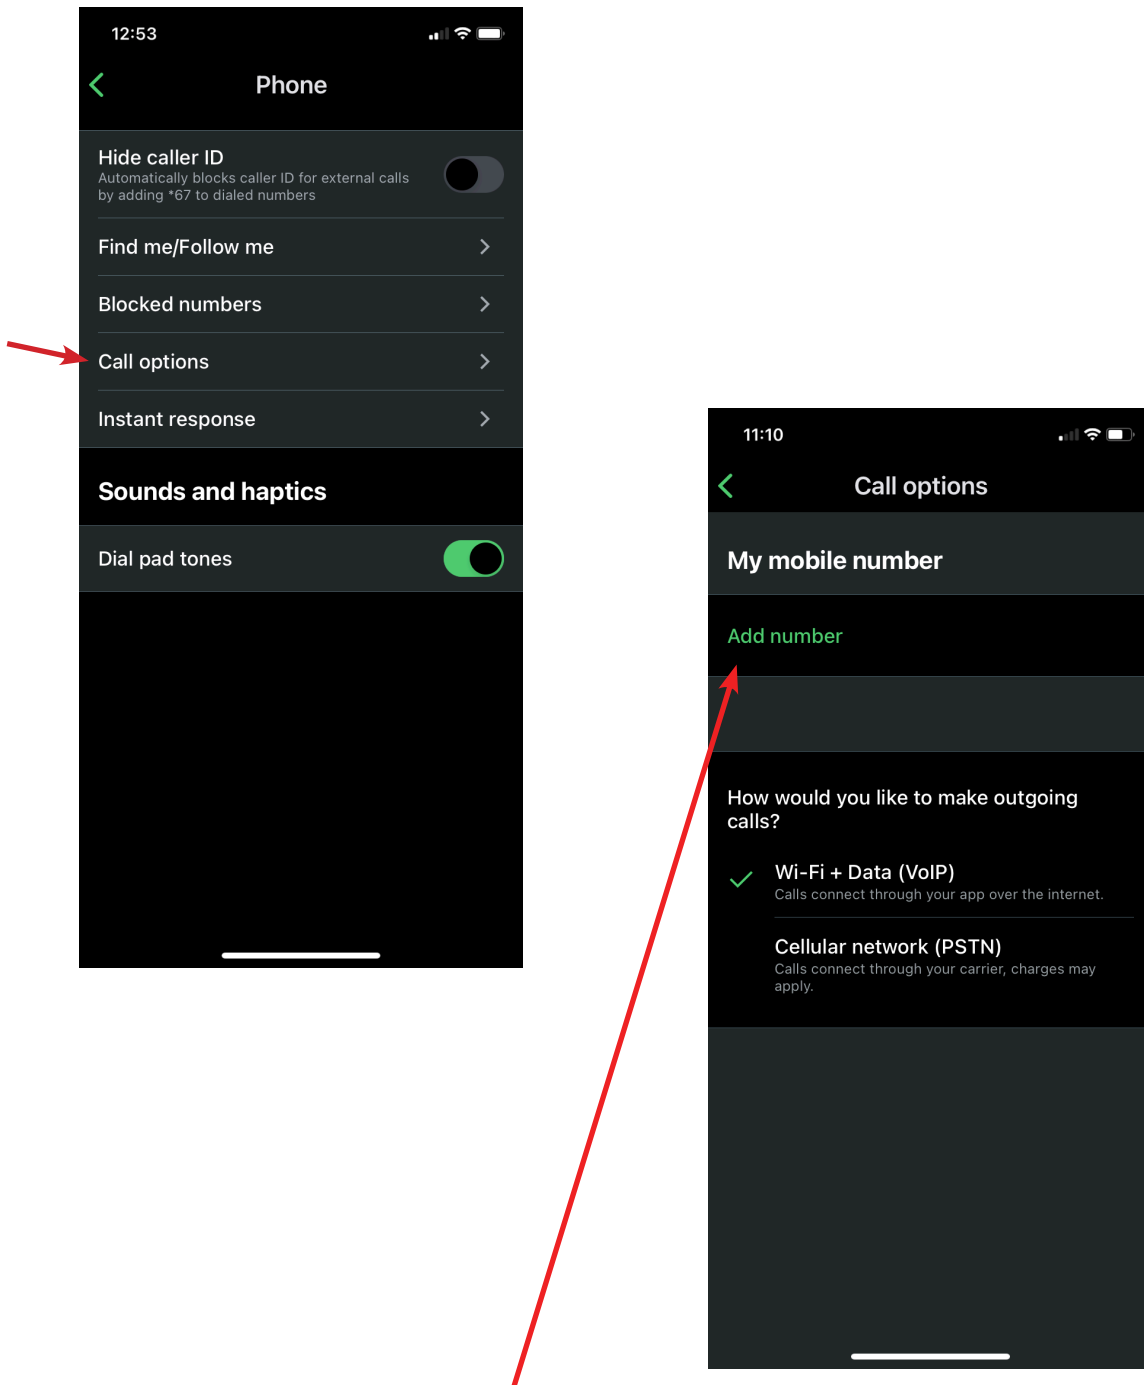 12:53
Phone
Hide caller ID
Automatically blocks caller ID for external calls
by adding *67 to dialed numbers
Find me/Follow me
Blocked numbers
Call options
Instant response
Sounds and haptics
Dial pad tones
11:10
Call options
My mobile number
Add number
How would you like to make outgoing
calls?
Wi-Fi + Data (VoIP)
Calls connect through your app over the internet.
Cellular network (PSTN)
Calls connect through your carrier, charges may
apply.